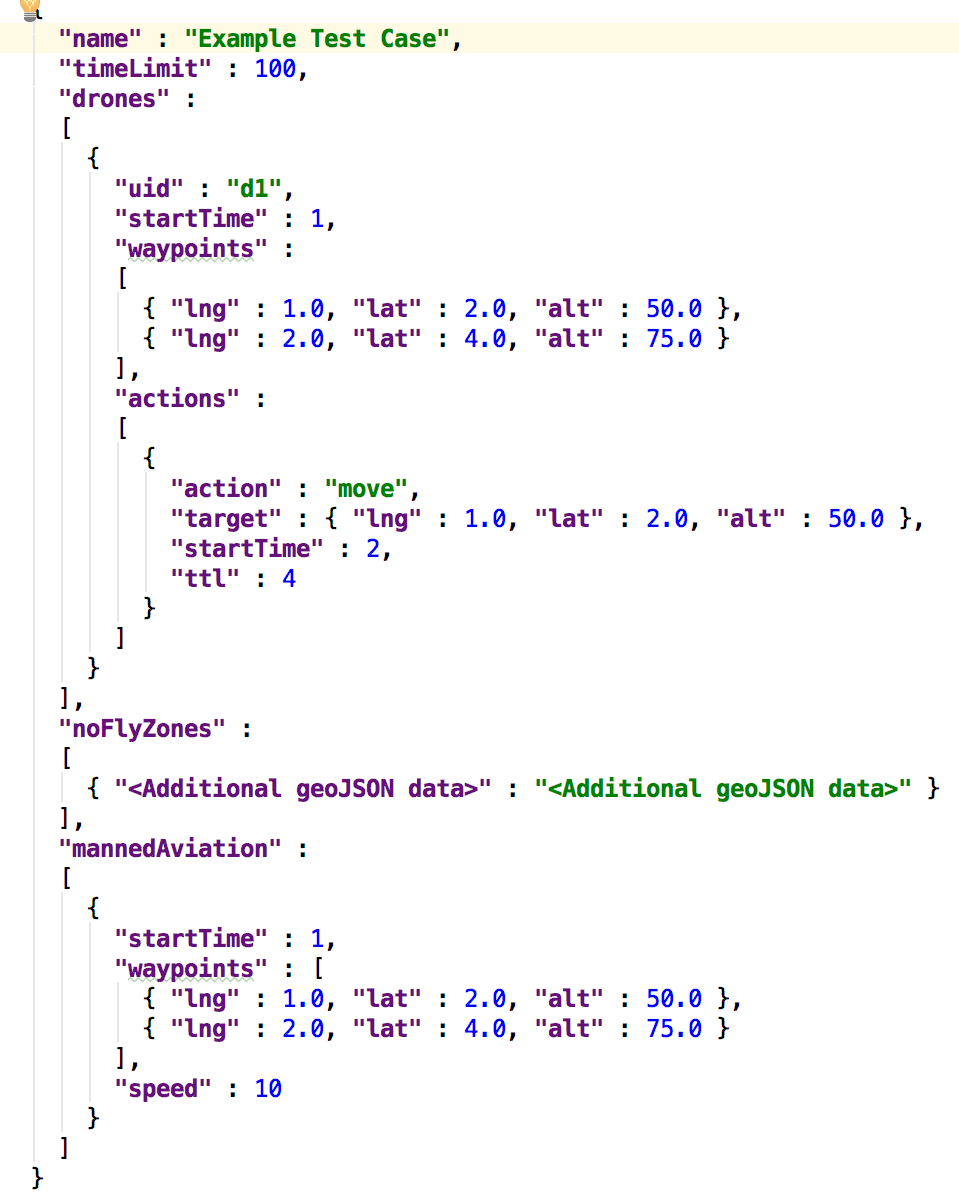 {
  "name" : "Example Test Case",
  "timeLimit" : 100,
  "drones" :
  [
    {
      "uid" : "d1",
      "startTime" : 1,
      "waypoints" :
      [
        { "lng" : 1.0, "lat" : 2.0, "alt" : 50.0 },
        { "lng" : 2.0, "lat" : 4.0, "alt" : 75.0 }
      ],
      "actions" :
      [
        {
          "action" : "move",
          "target" : { "lng" : 1.0, "lat" : 2.0, "alt" : 50.0 },
          "startTime" : 2,
          "ttl" : 4
        }
      ]
    }
  ],
  "noFlyZones" :
  [
    { "<Additional geoJSON data>" : "<Additional geoJSON data>" }
  ],
  "mannedAviation" :
  [
    {
      "startTime" : 1,
      "waypoints" : [
        { "lng" : 1.0, "lat" : 2.0, "alt" : 50.0 },
        { "lng" : 2.0, "lat" : 4.0, "alt" : 75.0 }
      ],
      "speed" : 10
    }
  ]
}